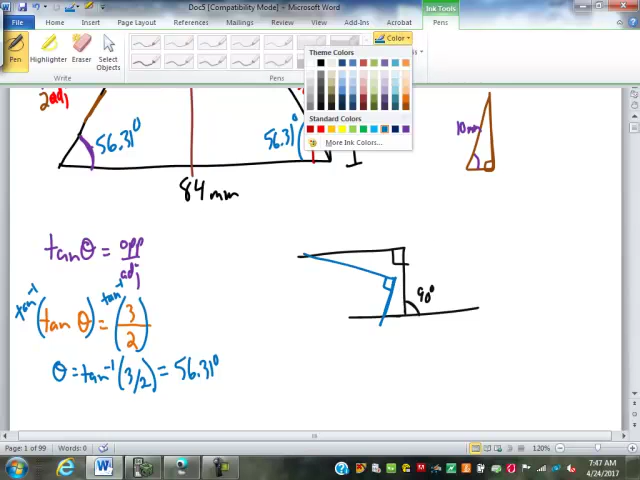 Doc5 [Compatibility Mode] - Microsoft Word
Ink Tools
File
Home
Insert
Page Layout
References
Mailings
Review
View
Add-Ins
Acrobat
Pens
Pen
Highlighter
Eraser
Select
Objects
Color
Write
Pens
Theme Colors
Standard Colors
More Ink Colors...
2
adj
56.31°
56.31°
10mm
84 mm
tan θ = opp
adj
90°
tan⁻¹ (tan θ) = tan⁻¹ (3/2)
θ = tan⁻¹ (3/2) = 56.31°
Page: 1 of 99
Words: 0
120%
7:47 AM
4/24/2017